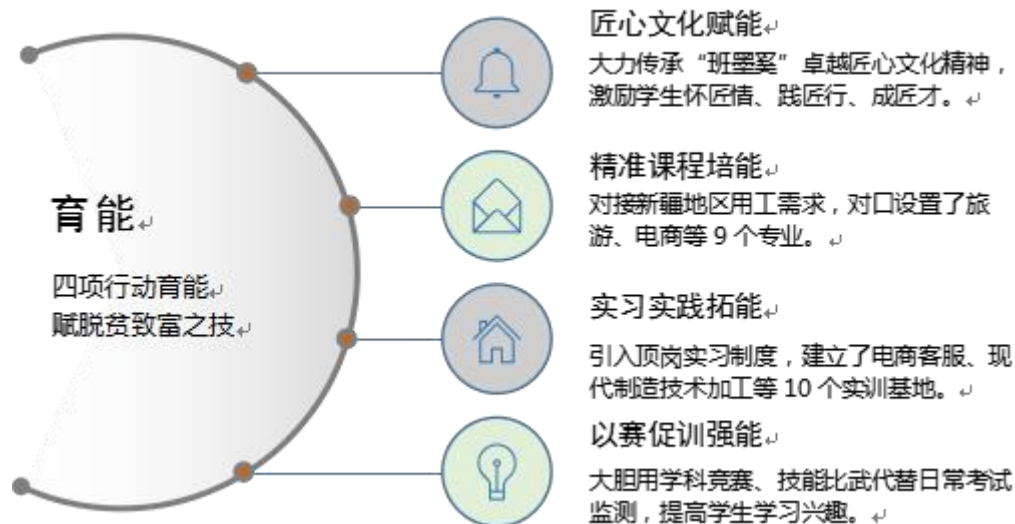 育能
四项行动育能
赋脱贫致富之技
匠心文化赋能
大力传承“班墨奚”卓越匠心文化精神，
激励学生怀匠情、践匠行、成匠才。
精准课程培能
对接新疆地区用工需求，对口设置了旅
游、电商等 9 个专业。
实习实践拓能
引入顶岗实习制度，建立了电商客服、现
代制造技术加工等 10 个实训基地。
以赛促训强能
大胆用学科竞赛、技能比武代替日常考试
监测，提高学生学习兴趣。